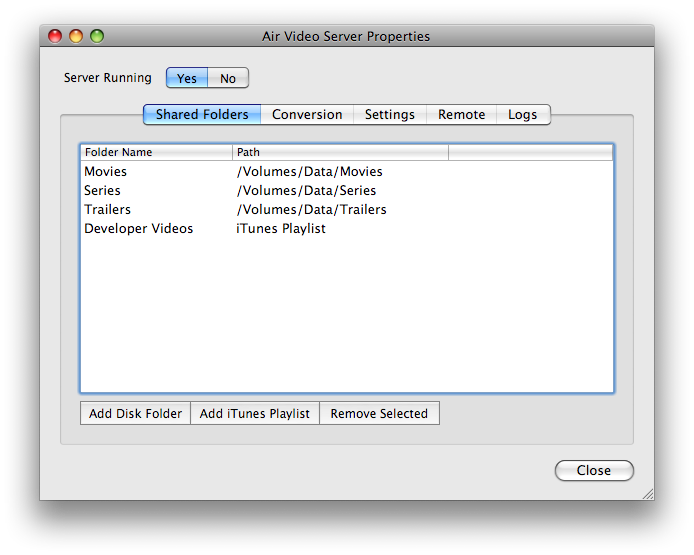 Air Video Server Properties
Server Running Yes No
Shared Folders Conversion Settings Remote Logs
Folder Name Path
Movies /Volumes/Data/Movies
Series /Volumes/Data/Series
Trailers /Volumes/Data/Trailers
Developer Videos iTunes Playlist
Add Disk Folder Add iTunes Playlist Remove Selected
Close